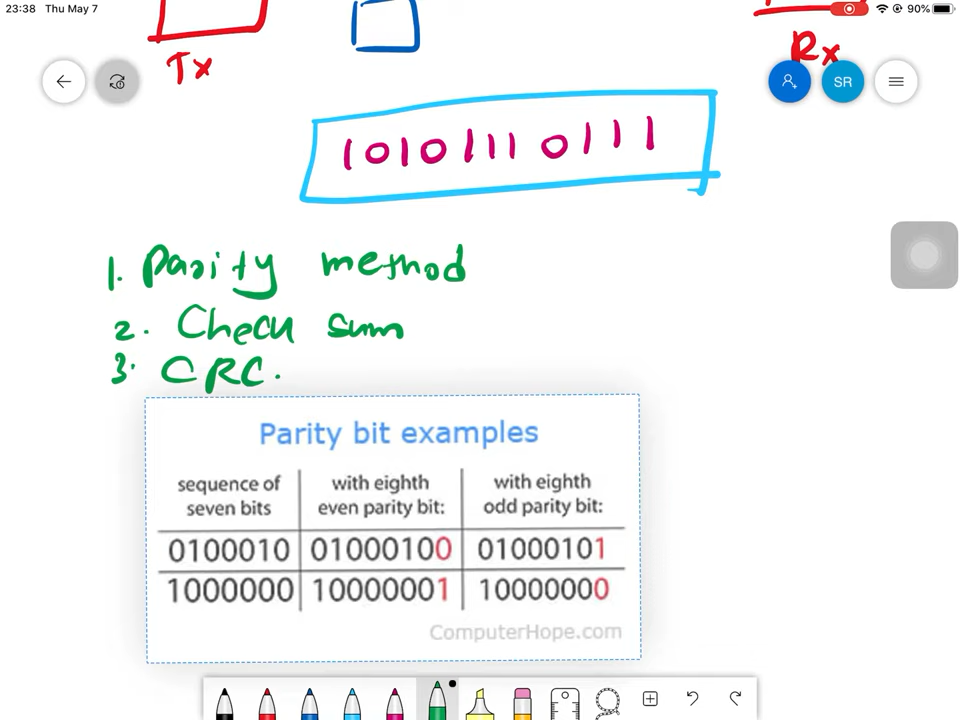 23:38 Thu May 7
90%
Tx
Rx
SR
10101110111
1. Parity method
2. Check sum
3. CRC.
Parity bit examples
sequence of seven bits
with eighth even parity bit:
with eighth odd parity bit:
0100010 01000100 01000101
1000000 10000001 10000000
ComputerHope.com